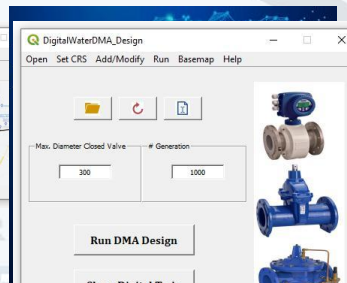 DigitalWaterDMA_Design
Open Set CRS Add/Modify Run Basemap Help
Max. Diameter Closed Valve # Generation
300 1000
Run DMA Design